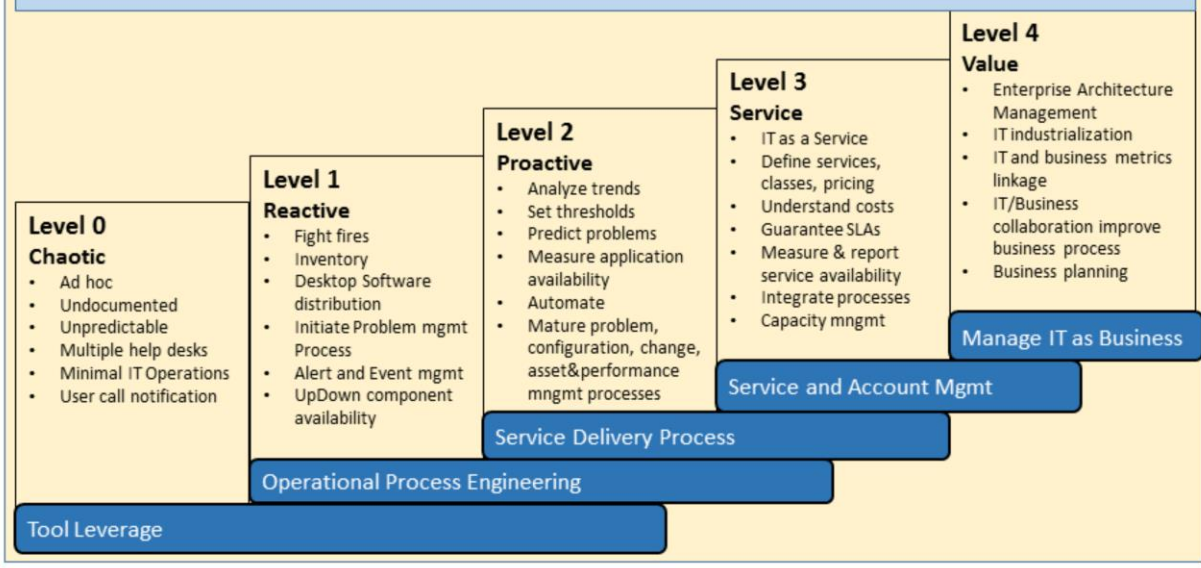 Level 0
Chaotic
• Ad hoc
• Undocumented
• Unpredictable
• Multiple help desks
• Minimal IT Operations
• User call notification
Level 1
Reactive
• Fight fires
• Inventory
• Desktop Software
distribution
• Initiate Problem mgmt
Process
• Alert and Event mgmt
• UpDown component
availability
Level 2
Proactive
• Analyze trends
• Set thresholds
• Predict problems
• Measure application
availability
• Automate
• Mature problem,
configuration, change,
asset&performance
mngmt processes
Level 3
Service
• IT as a Service
• Define services,
classes, pricing
• Understand costs
• Guarantee SLAs
• Measure & report
service availability
• Integrate processes
• Capacity mngmt
Level 4
Value
• Enterprise Architecture
Management
• IT industrialization
• IT and business metrics
linkage
• IT/Business
collaboration improve
business process
• Business planning
Manage IT as Business
Service and Account Mgmt
Service Delivery Process
Operational Process Engineering
Tool Leverage